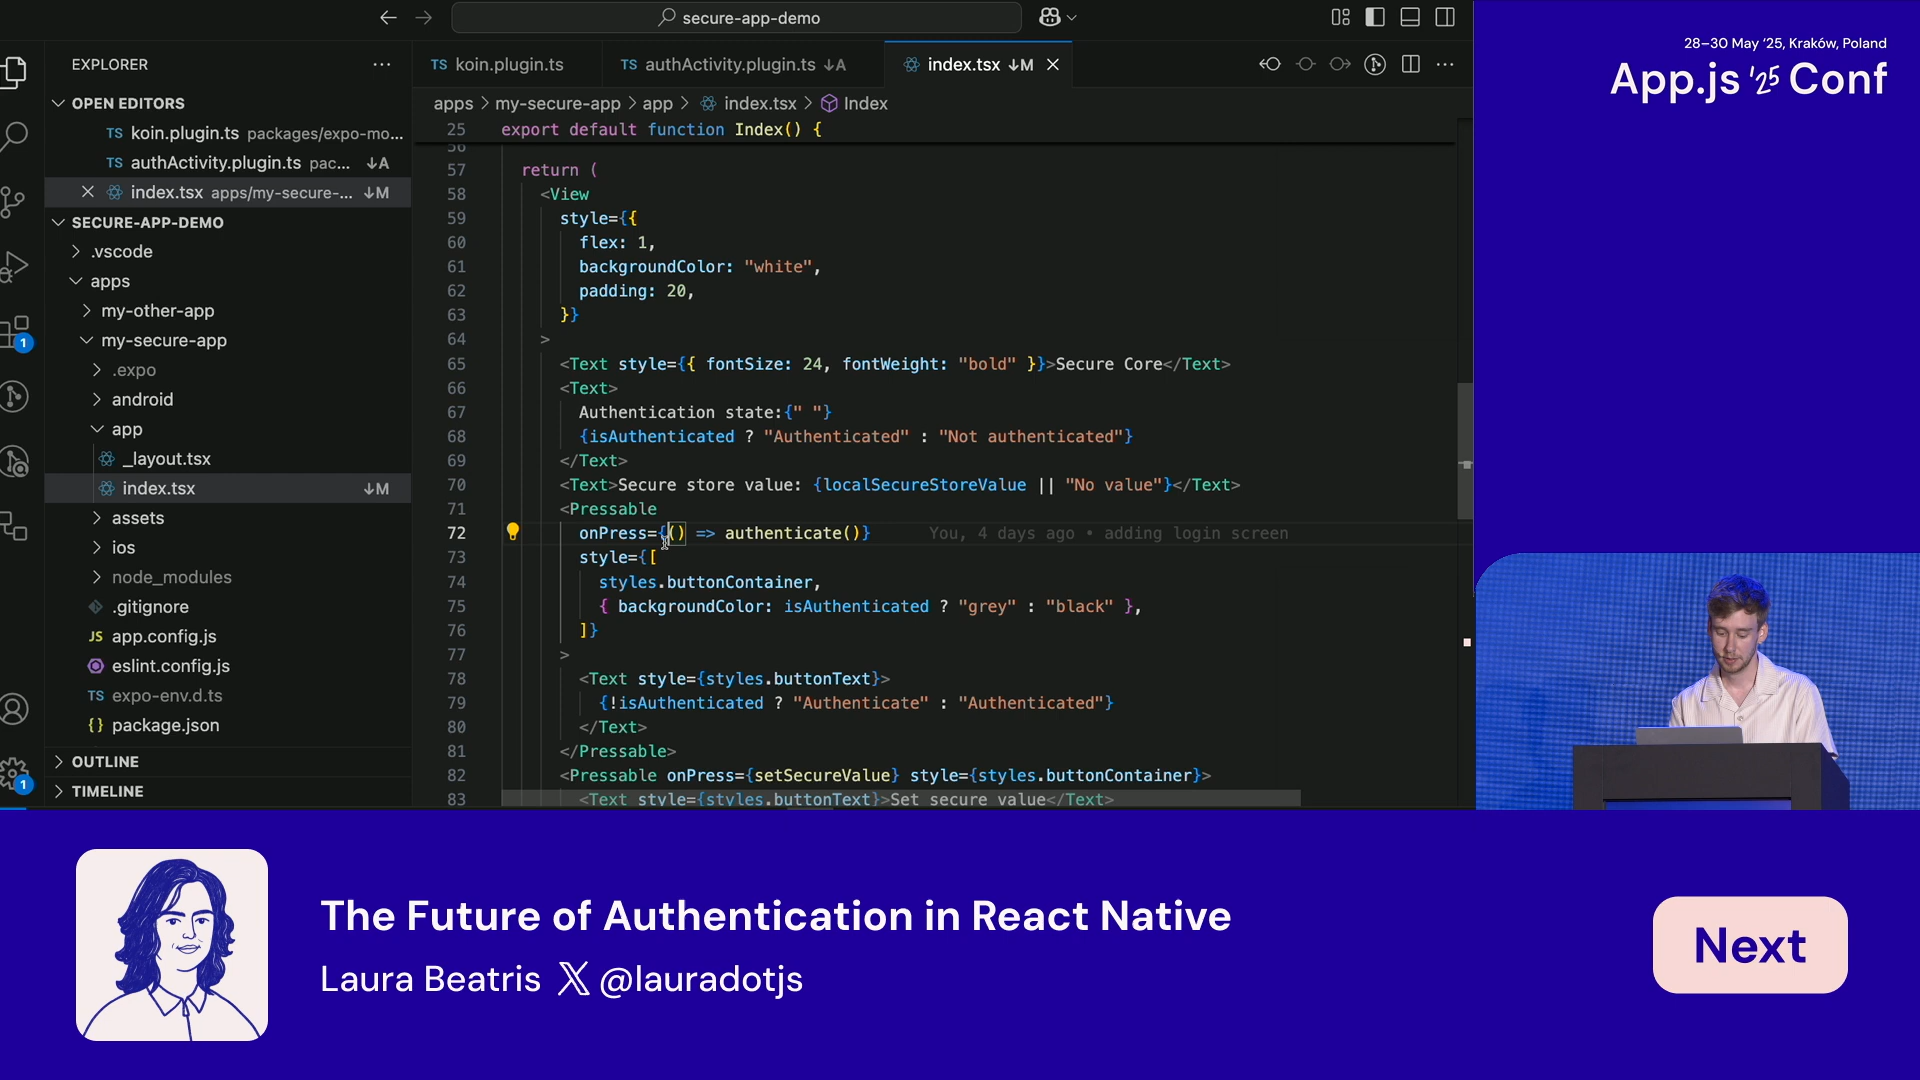 secure-app-demo
28–30 May '25, Kraków, Poland
App.js '25 Conf
EXPLORER
OPEN EDITORS
TS koin.plugin.ts packages/expo-mo...
TS authActivity.plugin.ts pac... ↓A
index.tsx apps/my-secure-... ↓M
SECURE-APP-DEMO
.vscode
apps
my-other-app
my-secure-app
.expo
android
app
_layout.tsx
index.tsx ↓M
assets
ios
node_modules
.gitignore
JS app.config.js
eslint.config.js
TS expo-env.d.ts
{} package.json
OUTLINE
TIMELINE
1
1
TS koin.plugin.ts
TS authActivity.plugin.ts ↓A
index.tsx ↓M
apps > my-secure-app > app > index.tsx > Index
25 export default function Index() {
56
57 return (
58 <View
59 style={{
60 flex: 1,
61 backgroundColor: "white",
62 padding: 20,
63 }}
64 >
65 <Text style={{ fontSize: 24, fontWeight: "bold" }}>Secure Core</Text>
66 <Text>
67 Authentication state:{" "}
68 {isAuthenticated ? "Authenticated" : "Not authenticated"}
69 </Text>
70 <Text>Secure store value: {localSecureStoreValue || "No value"}</Text>
71 <Pressable
72 onPress={() => authenticate()} You, 4 days ago • adding login screen
73 style={[
74 styles.buttonContainer,
75 { backgroundColor: isAuthenticated ? "grey" : "black" },
76 ]}
77 >
78 <Text style={styles.buttonText}>
79 {!isAuthenticated ? "Authenticate" : "Authenticated"}
80 </Text>
81 </Pressable>
82 <Pressable onPress={setSecureValue} style={styles.buttonContainer}>
83 <Text style={styles.buttonText}>Set secure value</Text>
The Future of Authentication in React Native
Laura Beatris X @lauradotjs
Next